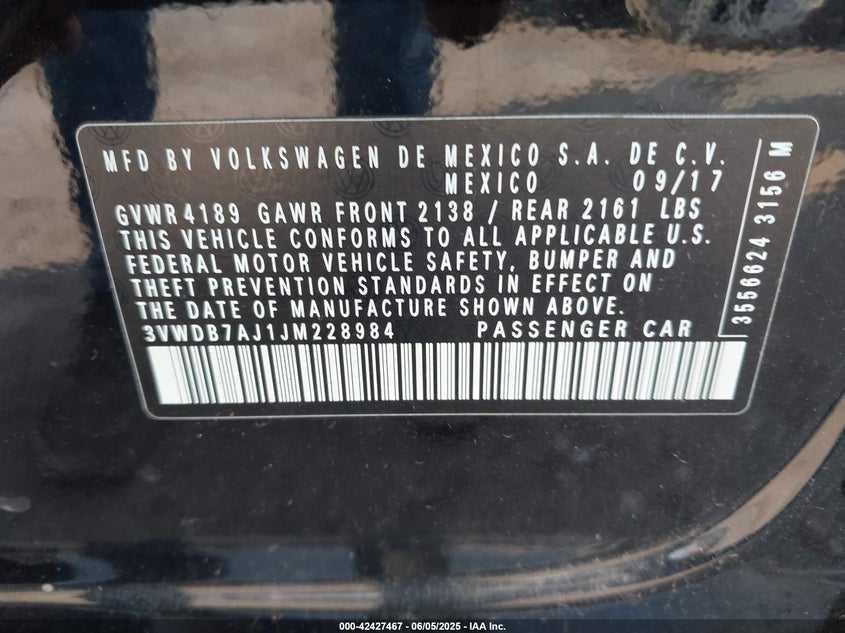 MFD BY VOLKSWAGEN DE MEXICO S.A. DE C.V.
MEXICO 09/17
GVWR 4189 GAWR FRONT 2138 / REAR 2161 LBS
THIS VEHICLE CONFORMS TO ALL APPLICABLE U.S.
FEDERAL MOTOR VEHICLE SAFETY, BUMPER AND
THEFT PREVENTION STANDARDS IN EFFECT ON
THE DATE OF MANUFACTURE SHOWN ABOVE.
3VWDB7AJ1JM228984 PASSENGER CAR
3556624 3156 M
000-42427467 - 06/05/2025 - IAA Inc.